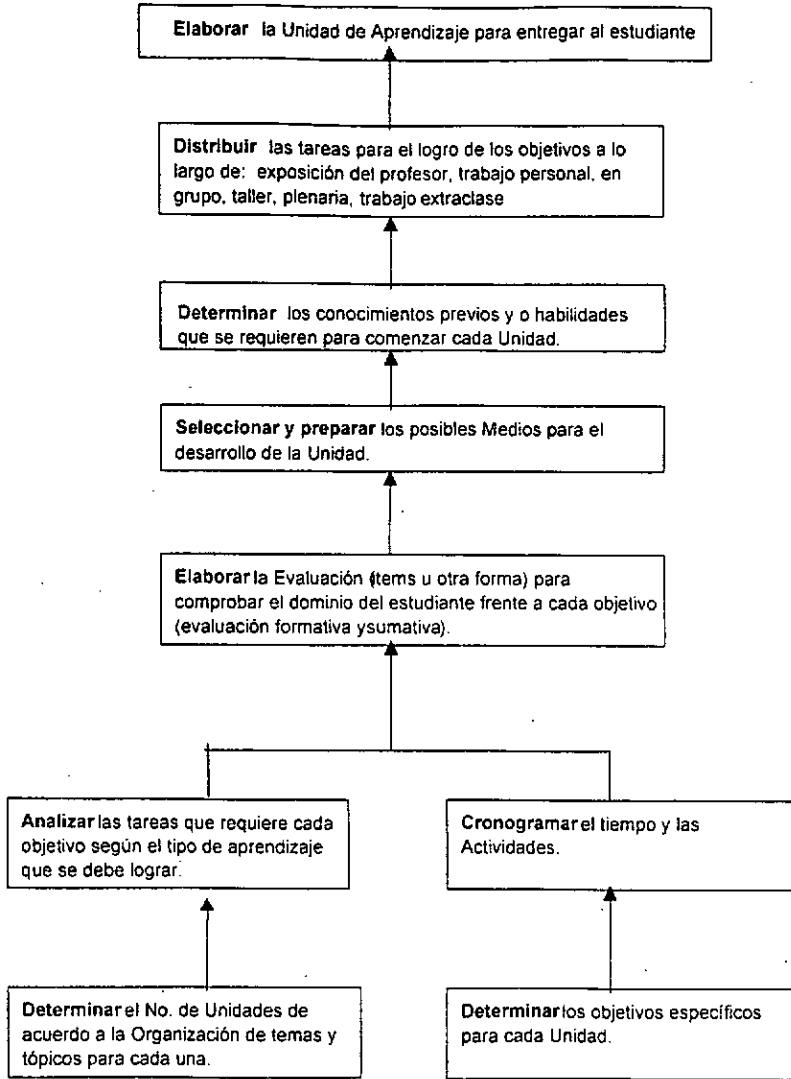 Elaborar la Unidad de Aprendizaje para entregar al estudiante
Distribuir las tareas para el logro de los objetivos a lo
largo de: exposición del profesor, trabajo personal, en
grupo, taller, plenaria, trabajo extraclase
Determinar los conocimientos previos y o habilidades
que se requieren para comenzar cada Unidad.
Seleccionar y preparar los posibles Medios para el
desarrollo de la Unidad.
Elaborar la Evaluación (tems u otra forma) para
comprobar el dominio del estudiante frente a cada objetivo
(evaluación formativa ysumativa).
Analizar las tareas que requiere cada
objetivo según el tipo de aprendizaje
que se debe lograr.
Cronogramar el tiempo y las
Actividades.
Determinar el No. de Unidades de
acuerdo a la Organización de temas y
tópicos para cada una.
Determinar los objetivos específicos
para cada Unidad.